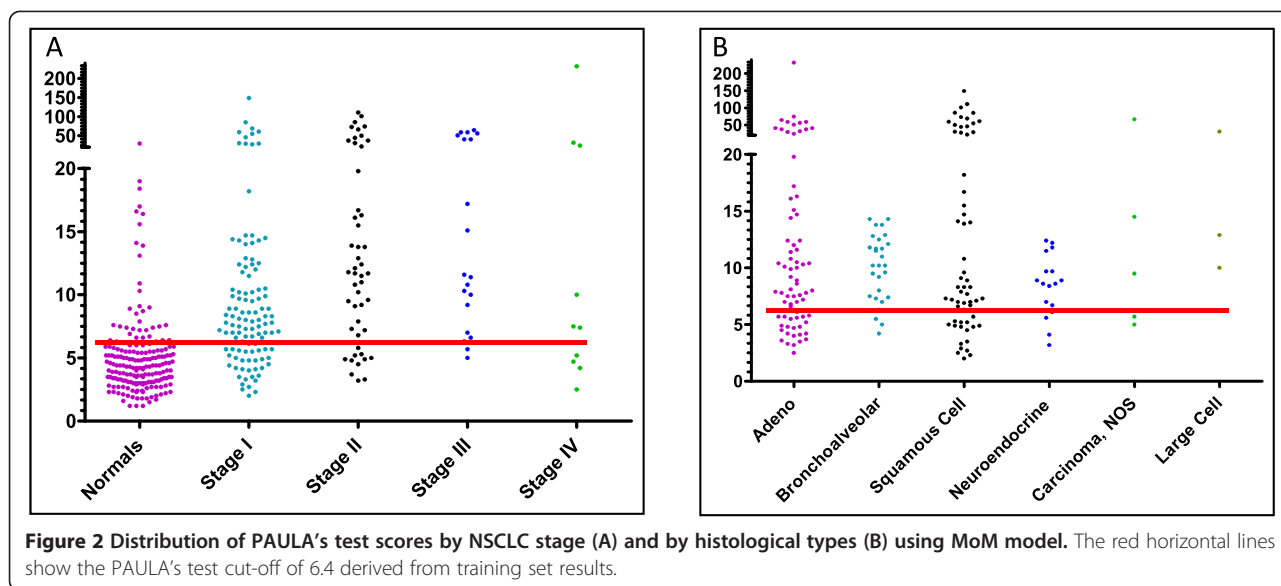 A
200
150
100
50
20
15
10
5
0
Normals
Stage I
Stage II
Stage III
Stage IV
B
200
150
100
50
20
15
10
5
0
Adeno
Bronchoalveolar
Squamous Cell
Neuroendocrine
Carcinoma, NOS
Large Cell
Figure 2 Distribution of PAULA's test scores by NSCLC stage (A) and by histological types (B) using MoM model. The red horizontal lines
show the PAULA's test cut-off of 6.4 derived from training set results.